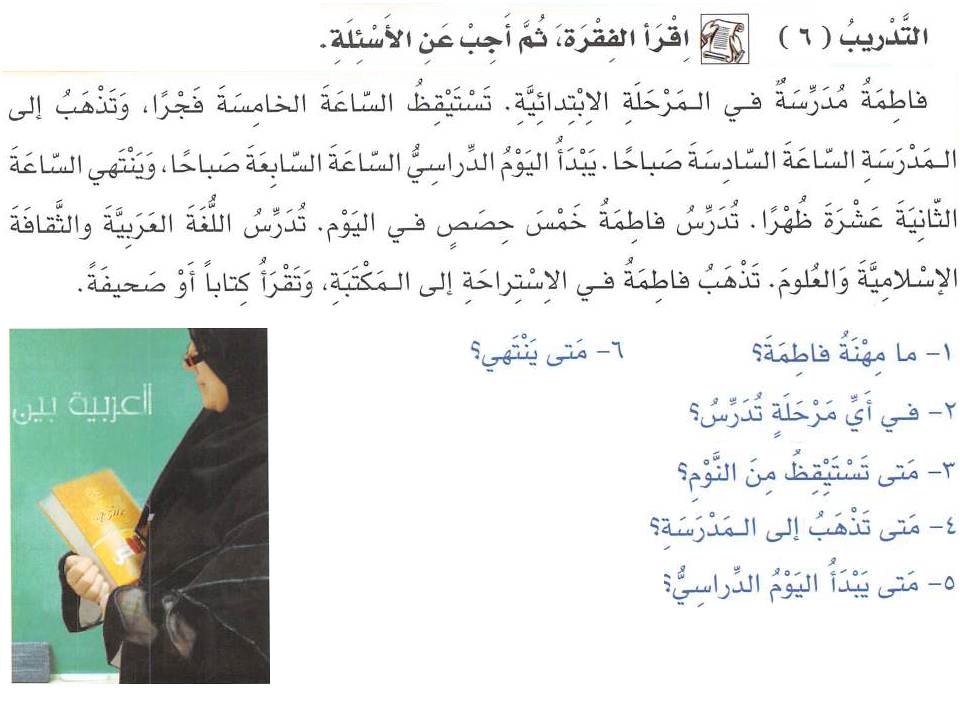 التَّدْرِيبُ ( ٦ ) اِقْرَأ الفِقْرَة، ثُمَّ أَجِبْ عَنِ الأَسْئِلَةِ.
فاطِمَةُ مُدَرِّسَةٌ في المَرْحَلَةِ الاِبْتِدائِيَّةِ. تَسْتَيْقِظُ السّاعَةَ الخامِسَةَ فَجْرًا، وَتَذْهَبُ إلى
المَدْرَسَةِ السّاعَةَ السّادِسَةَ صَباحًا. يَبْدَأُ اليَوْمُ الدِّراسِيُّ السّاعَةَ السّابِعَةَ صَباحًا، وَيَنْتَهي السّاعَةَ
الثّانِيَةَ عَشْرَةَ ظُهْرًا. تُدَرِّسُ فاطِمَةُ خَمْسَ حِصَصٍ في اليَوْم. تُدَرِّسُ اللُّغَةَ العَرَبِيَّةَ والثَّقافَةَ
الإسْلامِيَّةَ وَالعُلومَ. تَذْهَبُ فاطِمَةُ في الاِسْتِراحَةِ إلى المَكْتَبَةِ، وَتَقْرَأُ كِتاباً أَوْ صَحيفَةً.
١- ما مِهْنَةُ فاطِمَةَ؟
٢- في أَيِّ مَرْحَلَةٍ تُدَرِّسُ؟
٣- مَتى تَسْتَيْقِظُ مِنَ النَّوْمِ؟
٤- مَتى تَذْهَبُ إلى المَدْرَسَةِ؟
٥- مَتى يَبْدَأُ اليَوْمُ الدِّراسِيُّ؟
٦- مَتى يَنْتَهي؟
العربية بين